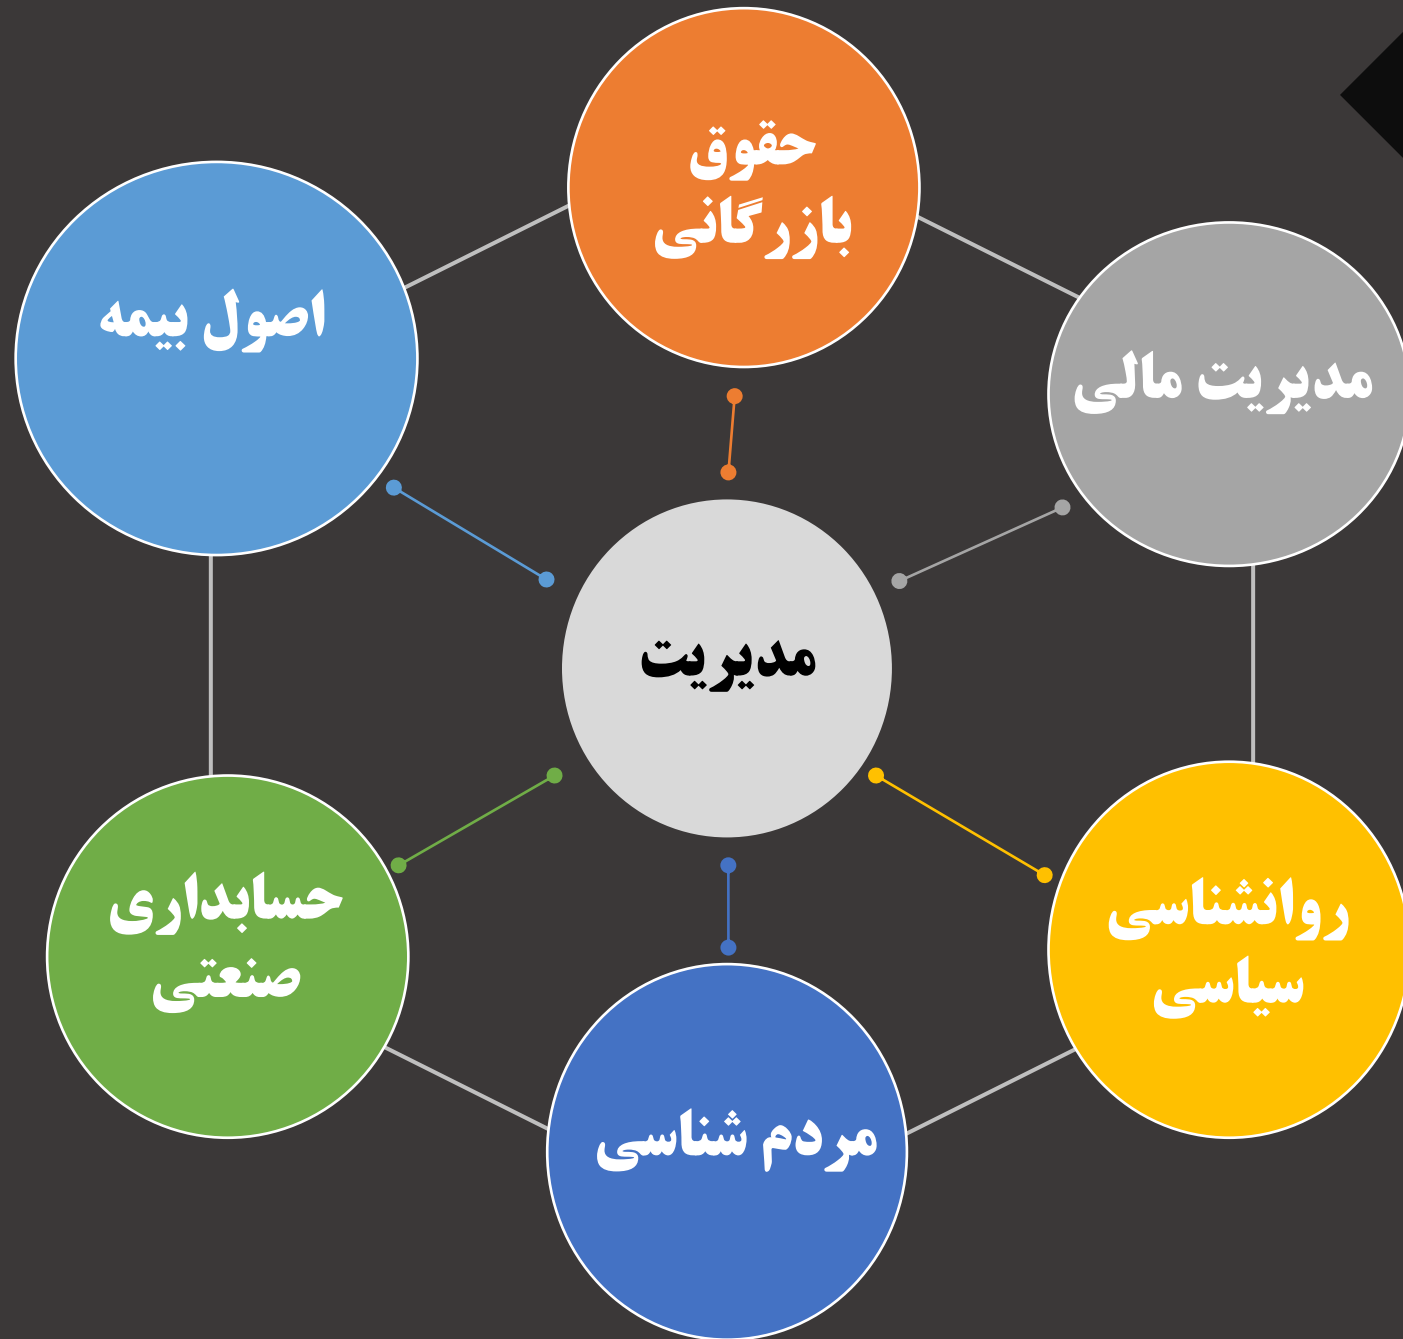 حقوق
بازرگانی
اصول بیمه
مدیریت مالی
مدیریت
حسابداری
صنعتی
روانشناسی
سیاسی
مردم شناسی